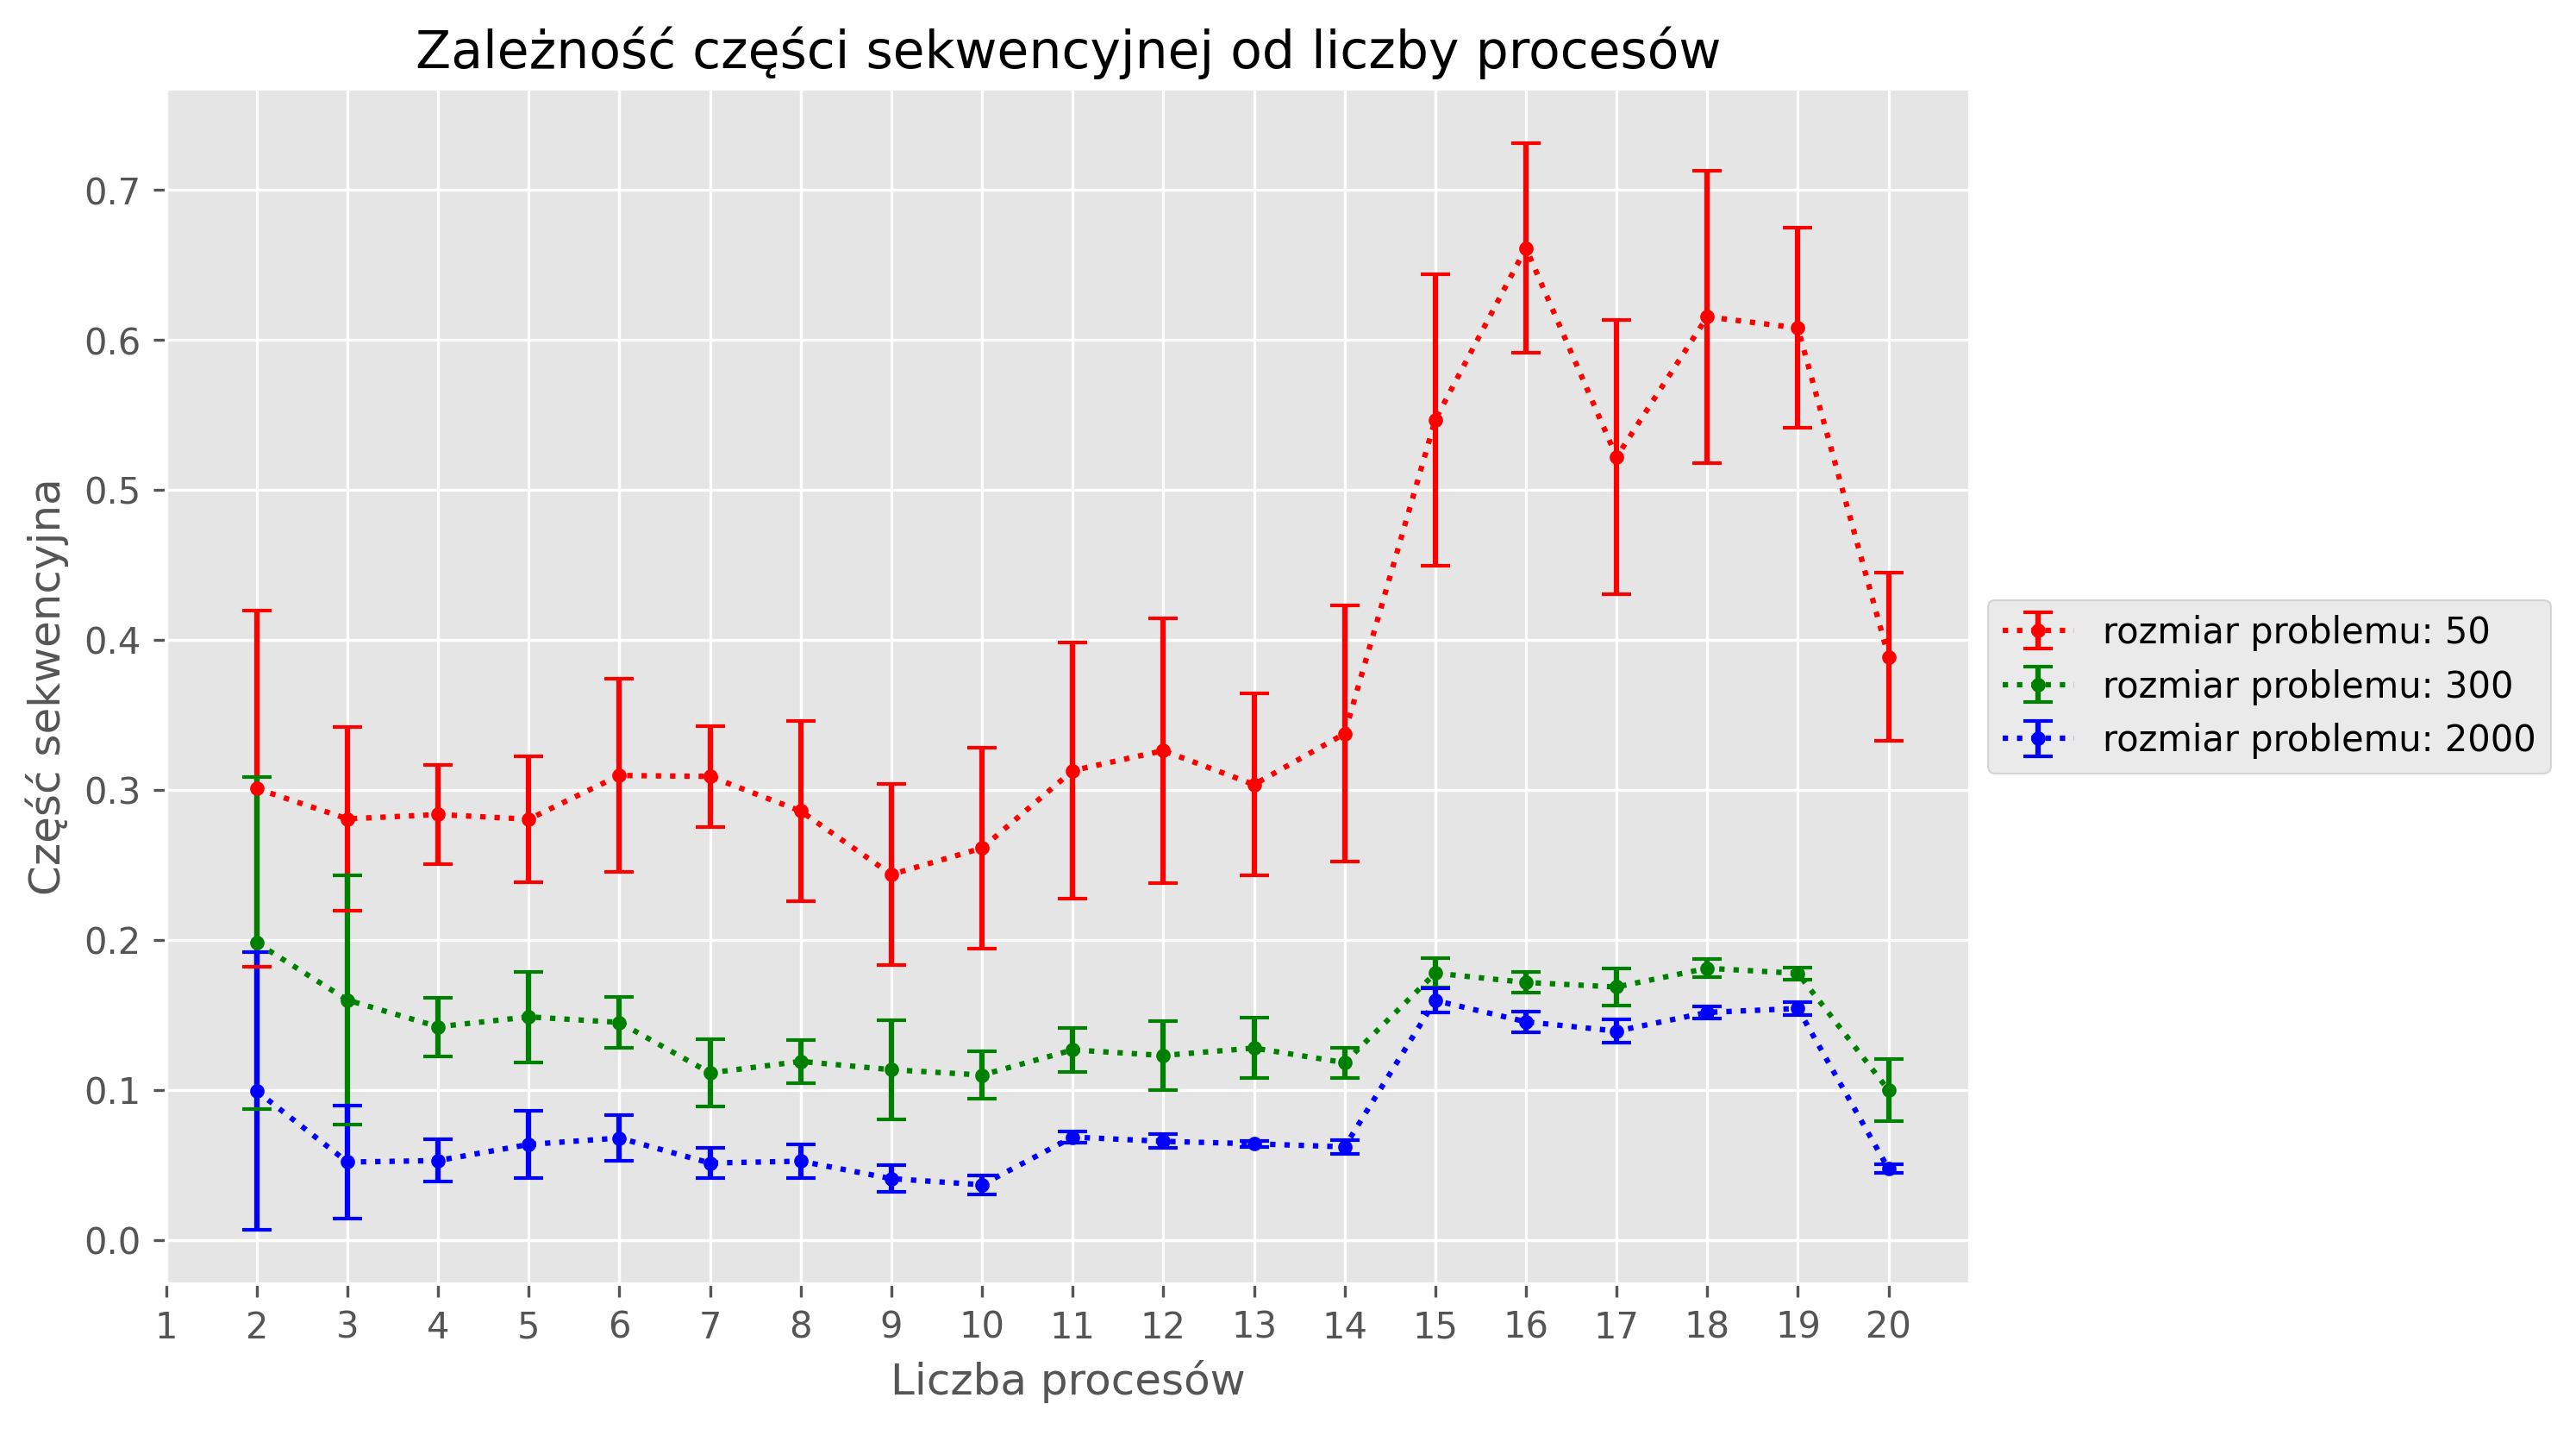 Zależność części sekwencyjnej od liczby procesów
Część sekwencyjna
0.7
0.6
0.5
0.4
0.3
0.2
0.1
0.0
1 2 3 4 5 6 7 8 9 10 11 12 13 14 15 16 17 18 19 20
Liczba procesów
rozmiar problemu: 50
rozmiar problemu: 300
rozmiar problemu: 2000